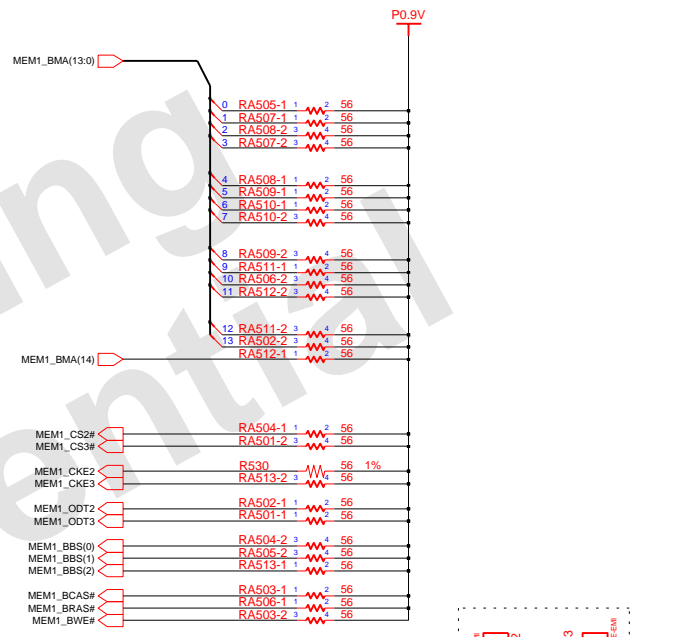 P0.9V
MEM1_BMA(13:0)
0 RA505-1 1 2 56
1 RA507-1 1 2 56
2 RA508-2 3 4 56
3 RA507-2 3 4 56
4 RA508-1 1 2 56
5 RA509-1 1 2 56
6 RA510-1 1 2 56
7 RA510-2 3 4 56
8 RA509-2 3 4 56
9 RA511-1 1 2 56
10 RA506-2 3 4 56
11 RA512-2 3 4 56
12 RA511-2 3 4 56
13 RA502-2 3 4 56
MEM1_BMA(14) RA512-1 1 2 56
MEM1_CS2# RA504-1 1 2 56
MEM1_CS3# RA501-2 3 4 56
MEM1_CKE2 R530 56 1%
MEM1_CKE3 RA513-2 3 4 56
MEM1_ODT2 RA502-1 1 2 56
MEM1_ODT3 RA501-1 1 2 56
MEM1_BBS(0) RA504-2 3 4 56
MEM1_BBS(1) RA505-2 3 4 56
MEM1_BBS(2) RA513-1 1 2 56
MEM1_BCAS# RA503-1 1 2 56
MEM1_BRAS# RA506-1 1 2 56
MEM1_BWE# RA503-2 3 4 56
ng
ential
2
3
E-EMI